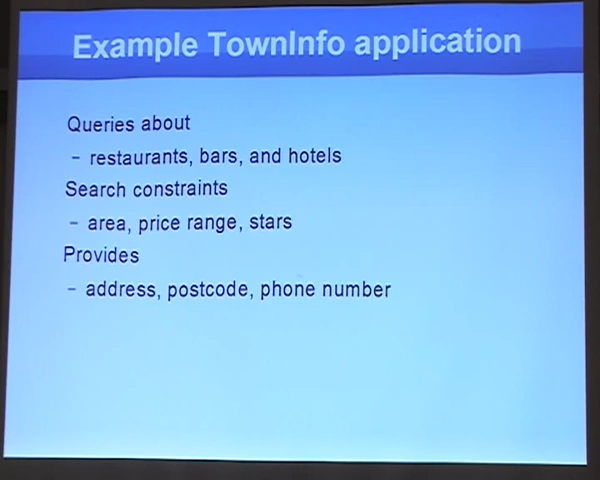 Example TownInfo application
Queries about
– restaurants, bars, and hotels
Search constraints
– area, price range, stars
Provides
– address, postcode, phone number